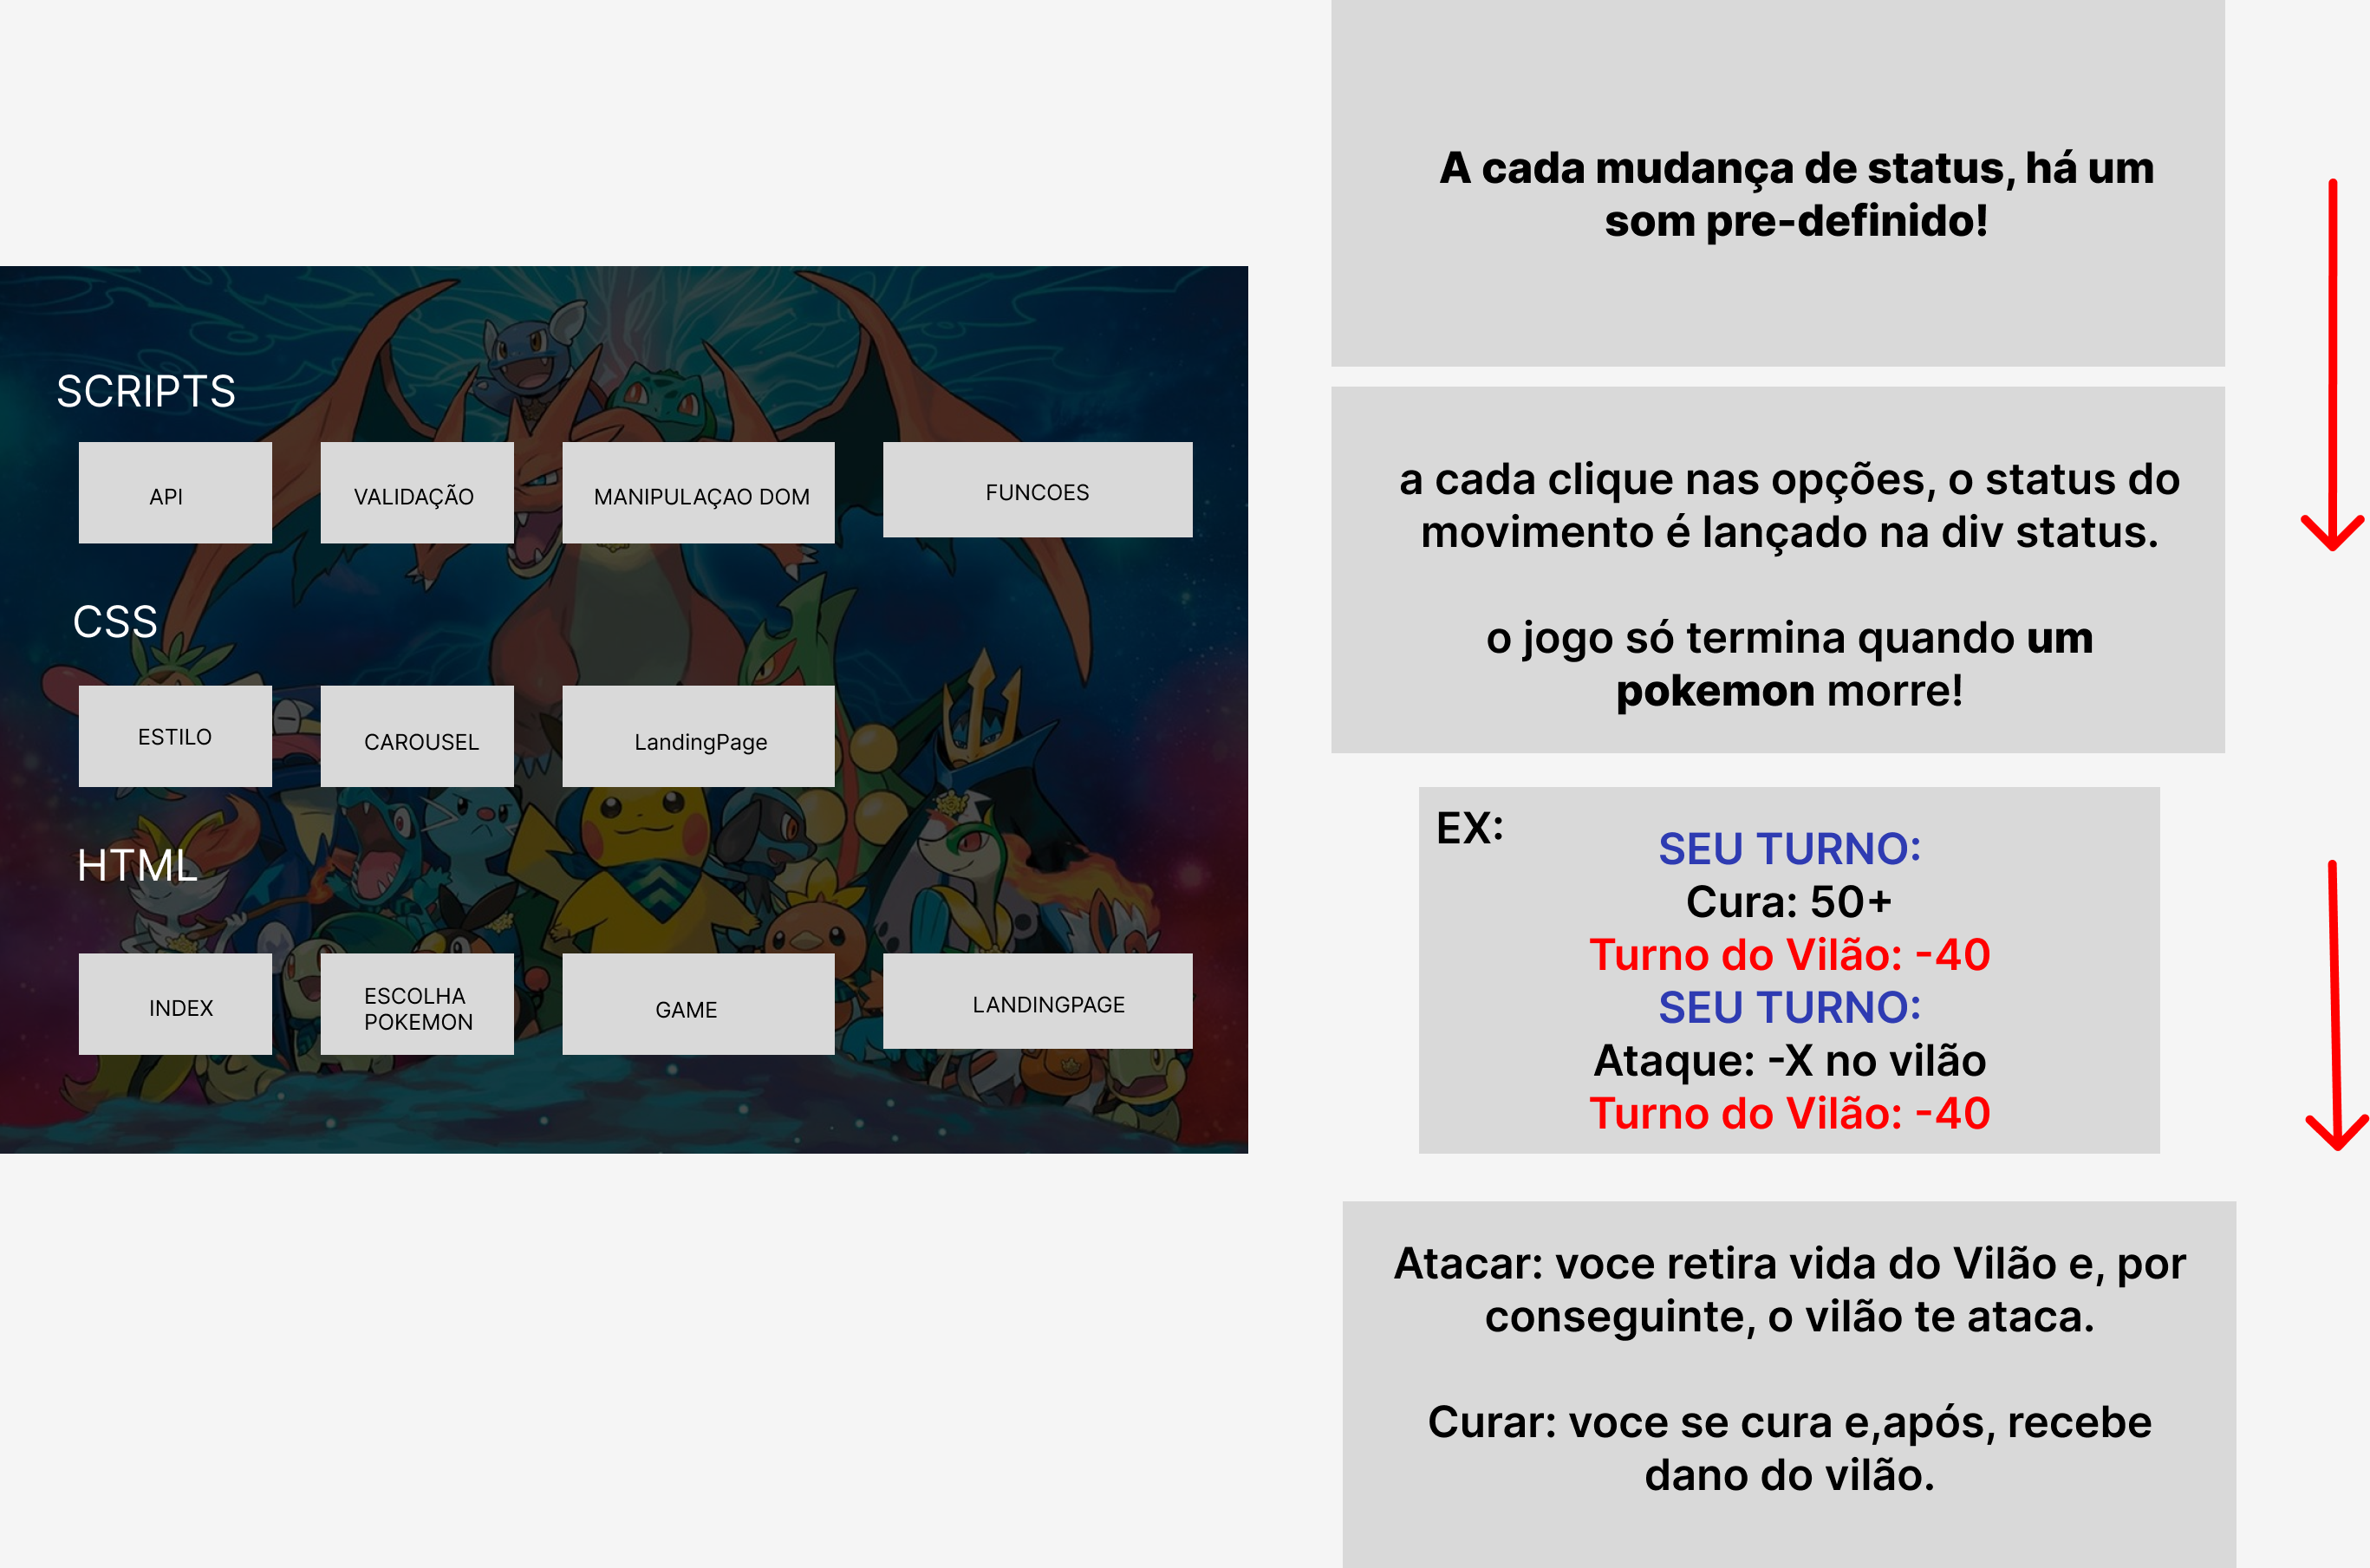 SCRIPTS
API
VALIDAÇÃO
MANIPULAÇAO DOM
FUNCOES
CSS
ESTILO
CAROUSEL
LandingPage
HTML
INDEX
ESCOLHA
POKEMON
GAME
LANDINGPAGE
A cada mudança de status, há um
som pre-definido!
a cada clique nas opções, o status do
movimento é lançado na div status.
o jogo só termina quando um
pokemon morre!
EX:
SEU TURNO:
Cura: 50+
Turno do Vilão: -40
SEU TURNO:
Ataque: -X no vilão
Turno do Vilão: -40
Atacar: voce retira vida do Vilão e, por
conseguinte, o vilão te ataca.
Curar: voce se cura e,após, recebe
dano do vilão.